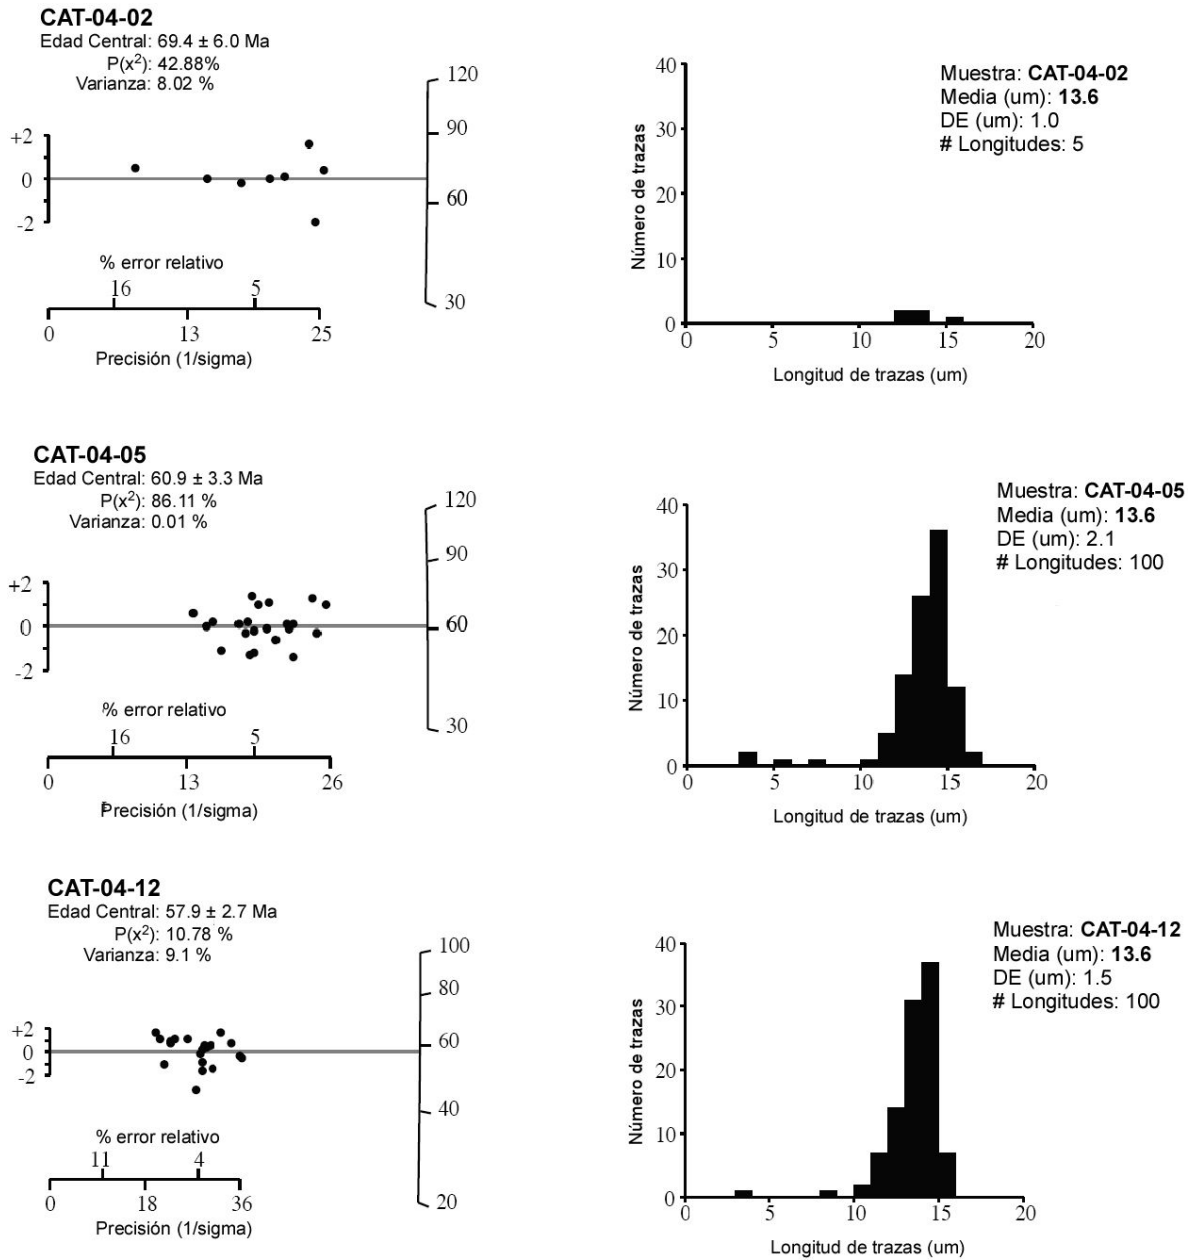 CAT-04-02
Edad Central: 69.4 ± 6.0 Ma
P(x²): 42.88%
Varianza: 8.02 %
120
90
60
30
+2
0
-2
% error relativo
16 5
0 13 25
Precisión (1/sigma)
Muestra: CAT-04-02
Media (um): 13.6
DE (um): 1.0
# Longitudes: 5
Número de trazas
40
30
20
10
0
0 5 10 15 20
Longitud de trazas (um)
CAT-04-05
Edad Central: 60.9 ± 3.3 Ma
P(x²): 86.11 %
Varianza: 0.01 %
120
90
60
30
+2
0
-2
% error relativo
16 5
0 13 26
Precisión (1/sigma)
Muestra: CAT-04-05
Media (um): 13.6
DE (um): 2.1
# Longitudes: 100
Número de trazas
40
30
20
10
0
0 5 10 15 20
Longitud de trazas (um)
CAT-04-12
Edad Central: 57.9 ± 2.7 Ma
P(x²): 10.78 %
Varianza: 9.1 %
100
80
60
40
20
+2
0
-2
% error relativo
11 4
0 18 36
Precisión (1/sigma)
Muestra: CAT-04-12
Media (um): 13.6
DE (um): 1.5
# Longitudes: 100
Número de trazas
40
30
20
10
0
0 5 10 15 20
Longitud de trazas (um)